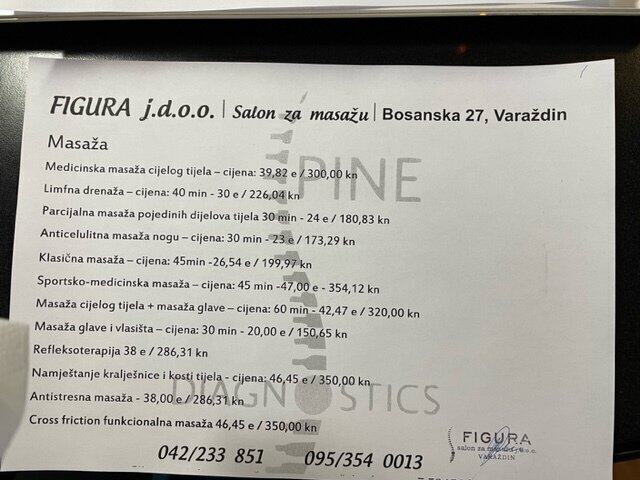 FIGURA j.d.o.o. | Salon za masažu | Bosanska 27, Varaždin
Masaža
SPINE
Medicinska masaža cijelog tijela – cijena: 39,82 e / 300,00 kn
Limfna drenaža – cijena: 40 min - 30 e / 226,04 kn
Parcijalna masaža pojedinih dijelova tijela 30 min - 24 e / 180,83 kn
Anticelulitna masaža nogu – cijena: 30 min - 23 e / 173,29 kn
Klasična masaža – cijena: 45min -26,54 e / 199,97 kn
Sportsko-medicinska masaža – cijena: 45 min -47,00 e - 354,12 kn
Masaža cijelog tijela + masaža glave – cijena: 60 min - 42,47 e / 320,00 kn
Masaža glave i vlasišta – cijena: 30 min - 20,00 e / 150,65 kn
Refleksoterapija 38 e / 286,31 kn
Namještanje kralješnice i kosti tijela - cijena: 46,45 e / 350,00 kn
DIAGNOSTICS
Antistresna masaža - 38,00 e / 286,31 kn
Cross friction funkcionalna masaža 46,45 e / 350,00 kn
042/233 851 095/354 0013
FIGURA
salon za masažu j.d.o.o.
VARAŽDIN